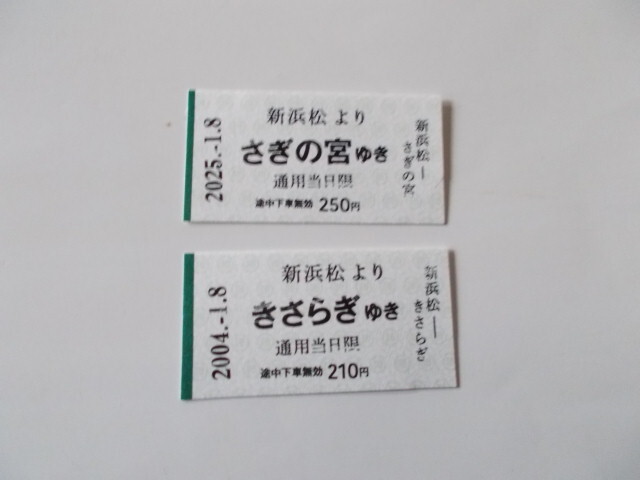 2025.-1.8
新浜松より
さぎの宮ゆき
通用当日限
途中下車無効 250円
新浜松―さぎの宮
2004.-1.8
新浜松より
きさらぎゆき
通用当日限
途中下車無効 210円
新浜松―きさらぎ